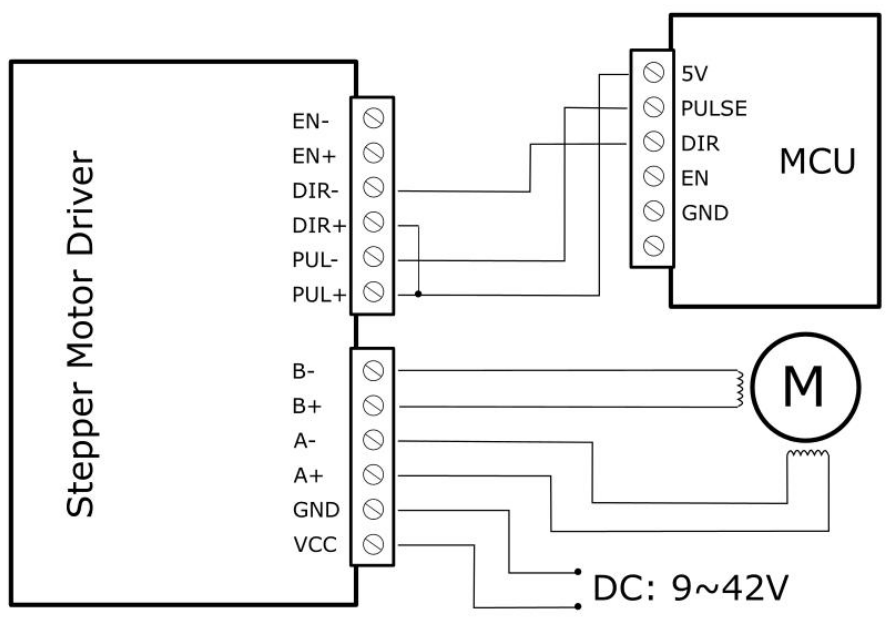 Stepper Motor Driver
EN-
EN+
DIR-
DIR+
PUL-
PUL+
B-
B+
A-
A+
GND
VCC
5V
PULSE
DIR
EN
GND
MCU
M
DC: 9~42V